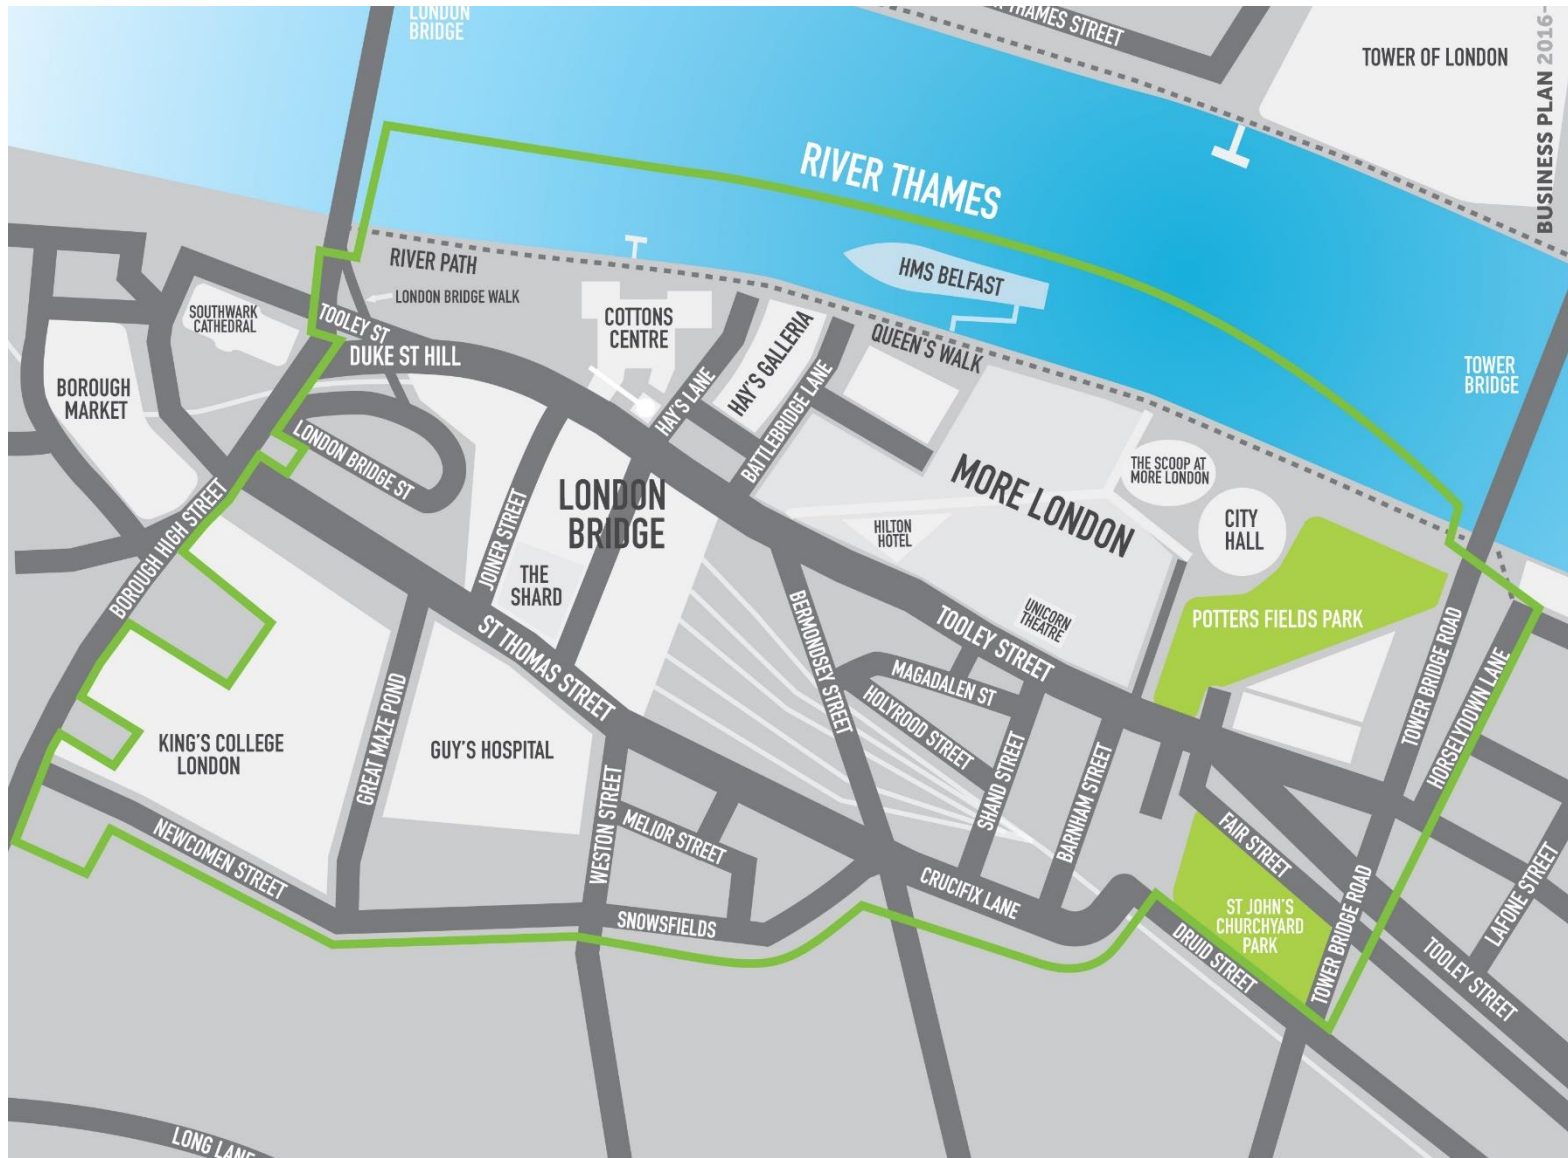 LONDON
BRIDGE
THAMES STREET
TOWER OF LONDON
BUSINESS PLAN 2016-
RIVER THAMES
RIVER PATH
LONDON BRIDGE WALK
HMS BELFAST
SOUTHWARK
CATHEDRAL
TOOLEY ST
DUKE ST HILL
COTTONS
CENTRE
HAY'S GALLERIA
QUEEN'S WALK
TOWER
BRIDGE
BOROUGH
MARKET
HAY'S LANE
BATTLEBRIDGE LANE
LONDON BRIDGE ST
LONDON
BRIDGE
MORE LONDON
THE SCOOP AT
MORE LONDON
CITY
HALL
HILTON
HOTEL
BOROUGH HIGH STREET
JOINER STREET
THE
SHARD
ST THOMAS STREET
BERMONDSEY STREET
TOOLEY STREET
UNICORN
THEATRE
POTTERS FIELDS PARK
MAGADALEN ST
HOLYROOD STREET
TOWER BRIDGE ROAD
HORSELYDOWN LANE
KING'S COLLEGE
LONDON
GREAT MAZE POND
GUY'S HOSPITAL
WESTON STREET
MELIOR STREET
SHAND STREET
BARNHAM STREET
FAIR STREET
NEWCOMEN STREET
SNOWSFIELDS
CRUCIFIX LANE
DRUID STREET
ST JOHN'S
CHURCHYARD
PARK
TOWER BRIDGE ROAD
TOOLEY STREET
LAFONE STREET
LONG LANE